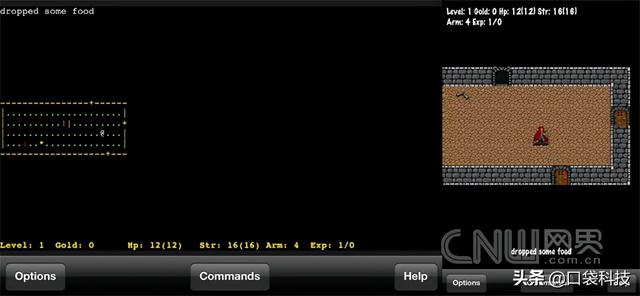 dropped some food
Level: 1 Gold: 0 Hp: 12(12) Str: 16(16) Arm: 4 Exp: 1/0
Options
Commands
Help
Level: 1 Gold: 0 Hp: 12(12) Str: 16(16)
Arm: 4 Exp: 1/0
CNW网界
.com.cn
dropped some food
Options
头条 @口袋科技